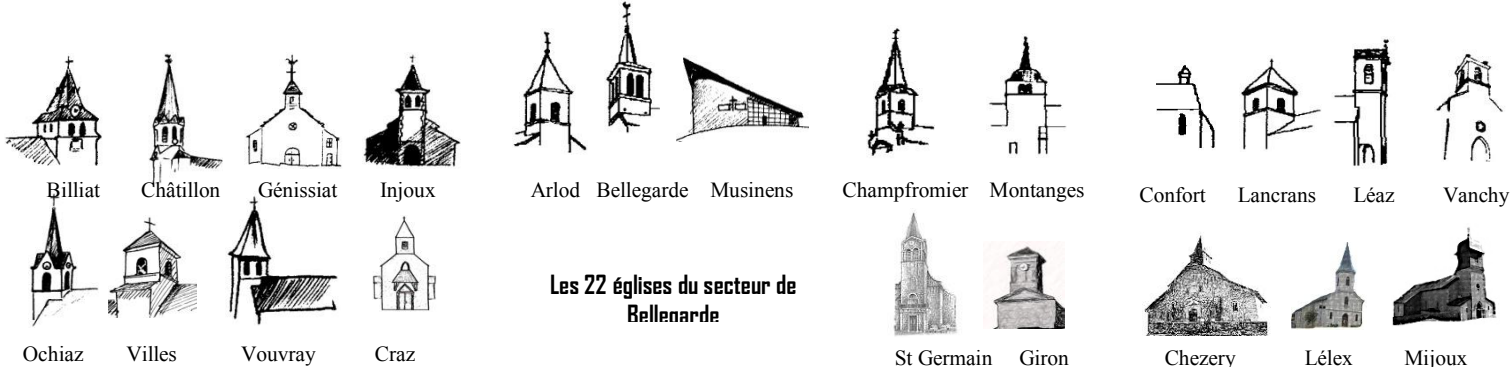 Billiat Châtillon Génissiat Injoux Arlod Bellegarde Musinens Champfromier Montanges Confort Lancrans Léaz Vanchy
Les 22 églises du secteur de
Bellegarde
Ochiaz Villes Vouvray Craz St Germain Giron Chezery Lélex Mijoux